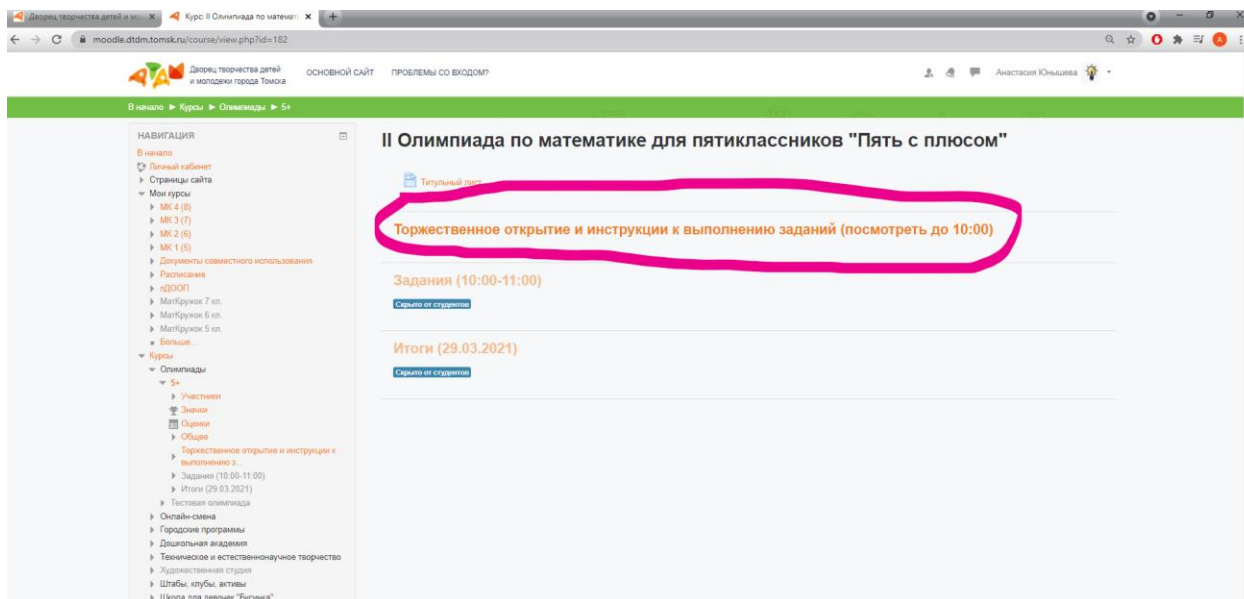 Дворец творчества детей и мо
Курс: II Олимпиада по математ
moodle.dtdm.tomsk.ru/course/view.php?id=182
Дворец творчества детей
и молодежи города Томска
ОСНОВНОЙ САЙТ
ПРОБЛЕМЫ СО ВХОДОМ?
Анастасия Юнышева
В начало ► Курсы ► Олимпиады ► 5+
НАВИГАЦИЯ
В начало
Личный кабинет
Страницы сайта
Мои курсы
МК 4 (8)
МК 3 (7)
МК 2 (6)
МК 1 (5)
Документы совместного использования
Расписание
пДООП
МатКружок 7 кл.
МатКружок 6 кл.
МатКружок 5 кл.
Больше...
Курсы
Олимпиады
5+
Участники
Значки
Оценки
Общее
Торжественное открытие и инструкции к
выполнению з...
Задания (10:00-11:00)
Итоги (29.03.2021)
Тестовая олимпиада
Онлайн-смена
Городские программы
Дошкольная академия
Техническое и естественнонаучное творчество
Художественная студия
Штабы, клубы, активы
Школа для девочек "Бусинка"
II Олимпиада по математике для пятиклассников "Пять с плюсом"
Титульный лист
Торжественное открытие и инструкции к выполнению заданий (посмотреть до 10:00)
Задания (10:00-11:00)
Скрыто от студентов
Итоги (29.03.2021)
Скрыто от студентов